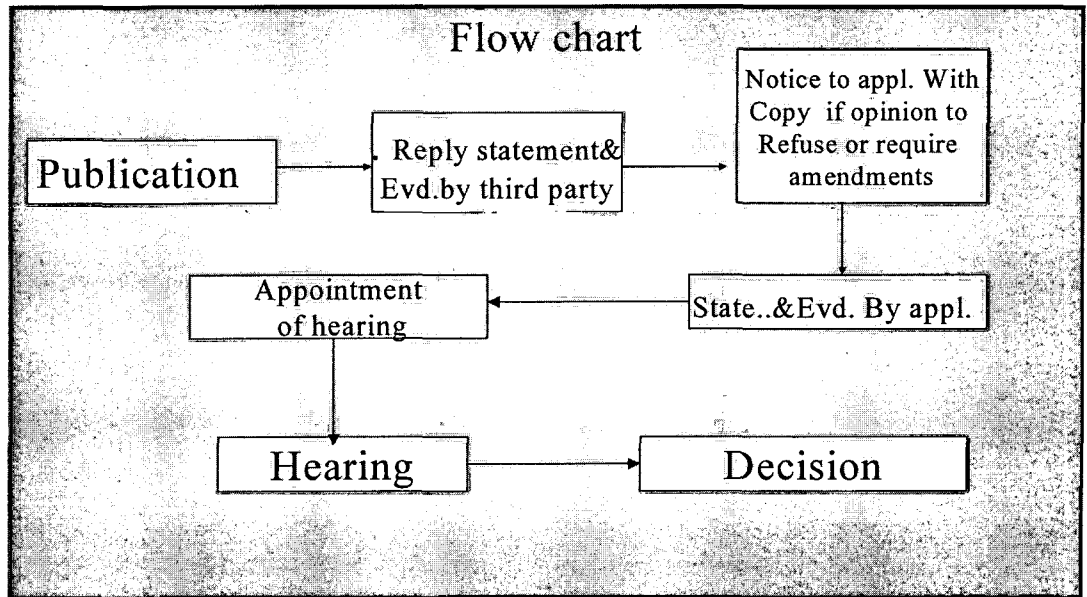 Flow chart
Publication
. Reply statement&
Evd.by third party
Notice to appl. With
Copy if opinion to
Refuse or require
amendments
State..&Evd. By appl.
Appointment
of hearing
Hearing
Decision